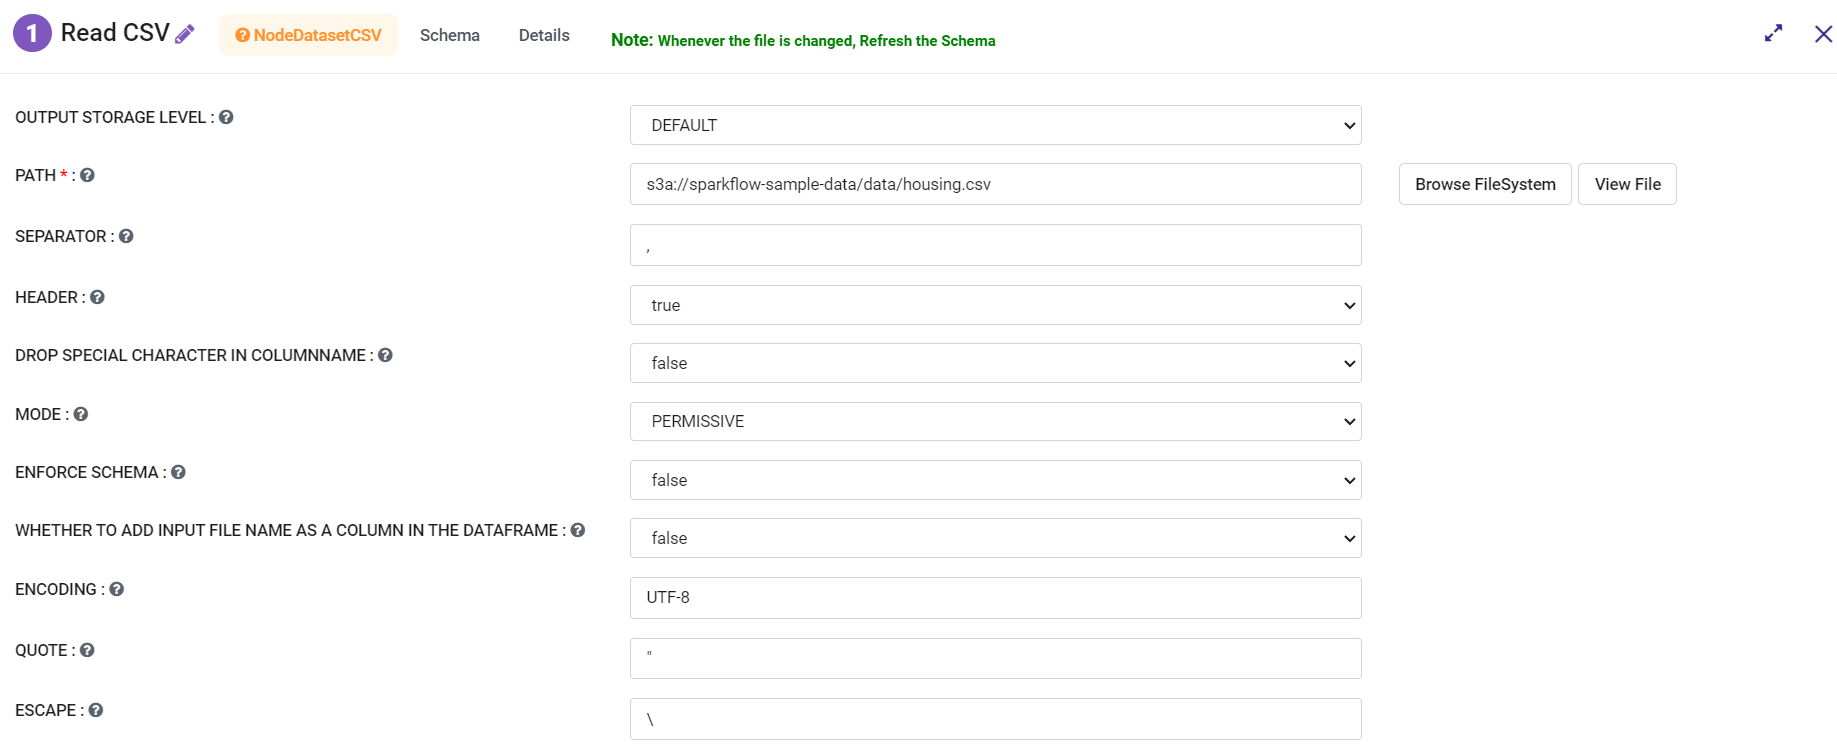 1 Read CSV NodeDatasetCSV Schema Details Note: Whenever the file is changed, Refresh the Schema
OUTPUT STORAGE LEVEL : DEFAULT
PATH * : s3a://sparkflow-sample-data/data/housing.csv Browse FileSystem View File
SEPARATOR : ,
HEADER : true
DROP SPECIAL CHARACTER IN COLUMNNAME : false
MODE : PERMISSIVE
ENFORCE SCHEMA : false
WHETHER TO ADD INPUT FILE NAME AS A COLUMN IN THE DATAFRAME : false
ENCODING : UTF-8
QUOTE : "
ESCAPE : \